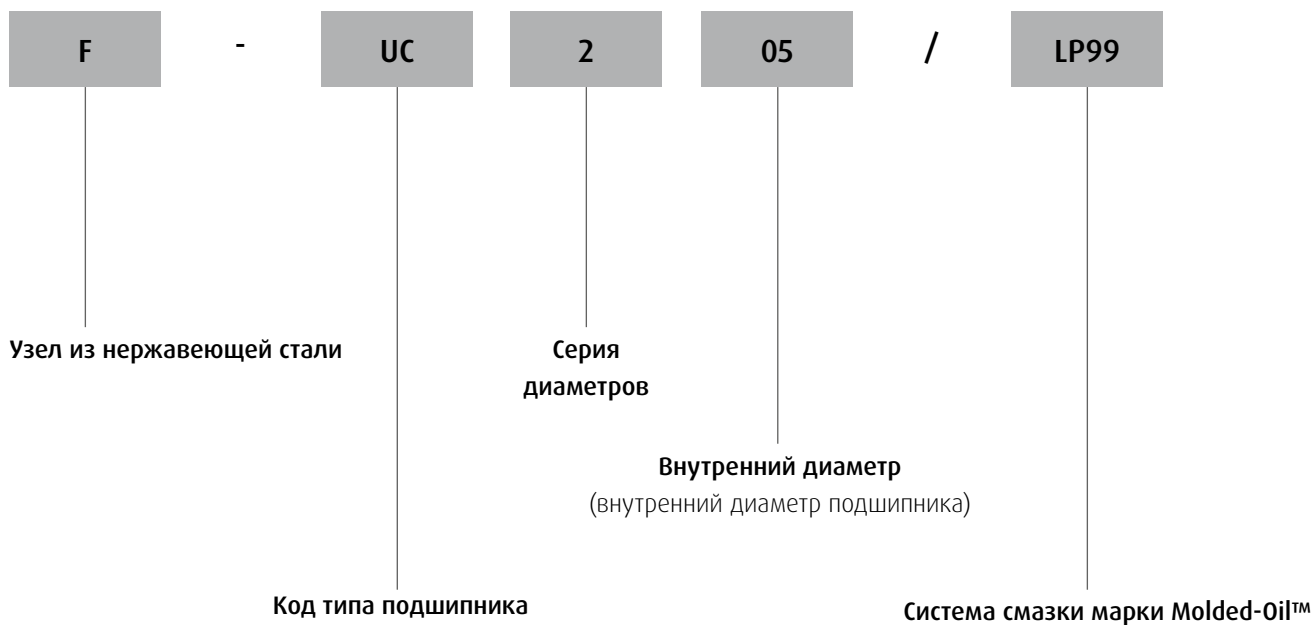 F - UC 2 05 / LP99
Узел из нержавеющей стали
Серия
диаметров
Внутренний диаметр
(внутренний диаметр подшипника)
Код типа подшипника
Система смазки марки Molded-Oil™